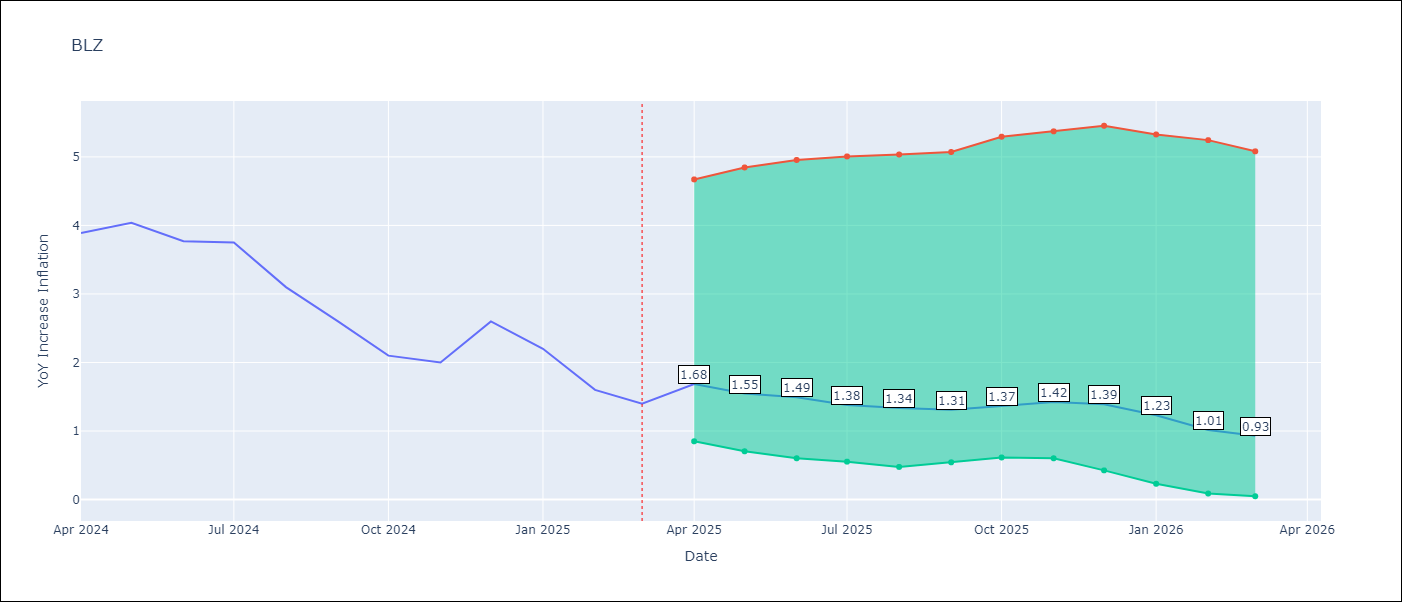 BLZ
YoY Increase Inflation
5
4
3
2
1
0
1.68
1.55
1.49
1.38
1.34
1.31
1.37
1.42
1.39
1.23
1.01
0.93
Apr 2024
Jul 2024
Oct 2024
Jan 2025
Apr 2025
Jul 2025
Oct 2025
Jan 2026
Apr 2026
Date